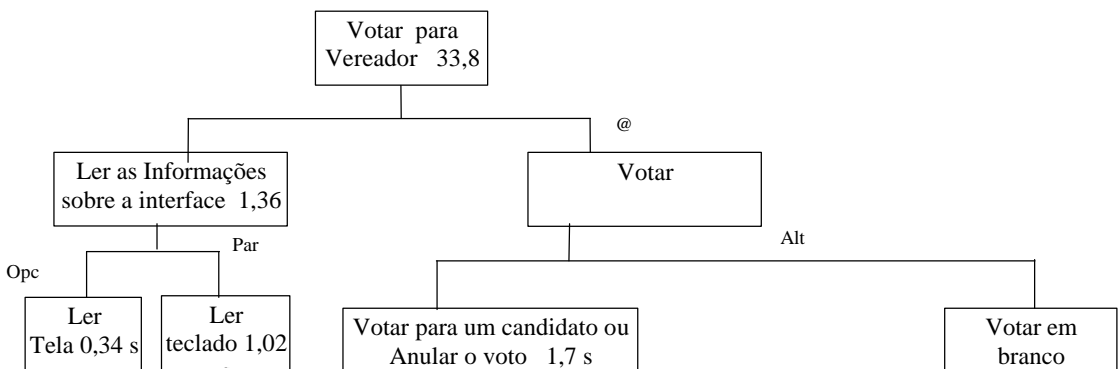 Votar para
Vereador 33,8
@
Ler as Informações
sobre a interface 1,36
Votar
Par
Alt
Opc
Ler
Tela 0,34 s
Ler
teclado 1,02
Votar para um candidato ou
Anular o voto 1,7 s
Votar em
branco